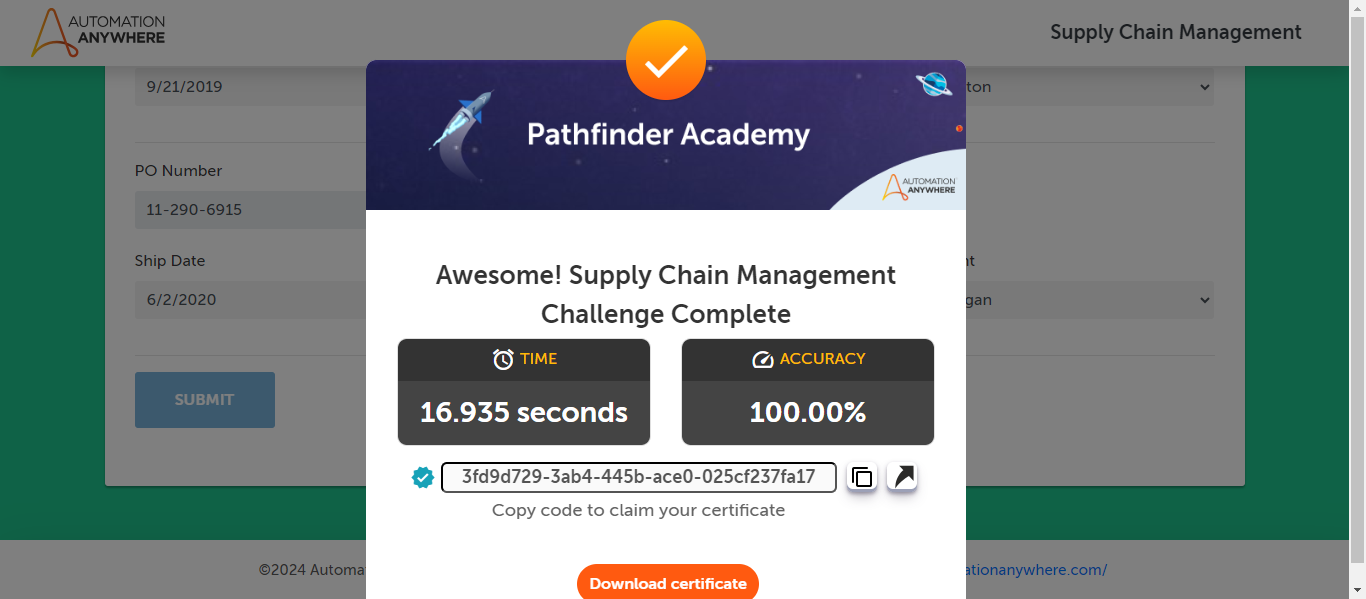 AUTOMATION
ANYWHERE
Supply Chain Management
9/21/2019
ton
Pathfinder Academy
AUTOMATION
ANYWHERE
PO Number
11-290-6915
Ship Date
nt
6/2/2020
gan
Awesome! Supply Chain Management
Challenge Complete
TIME
ACCURACY
16.935 seconds
100.00%
SUBMIT
3fd9d729-3ab4-445b-ace0-025cf237fa17
Copy code to claim your certificate
©2024 Automa
ationanywhere.com/
Download certificate